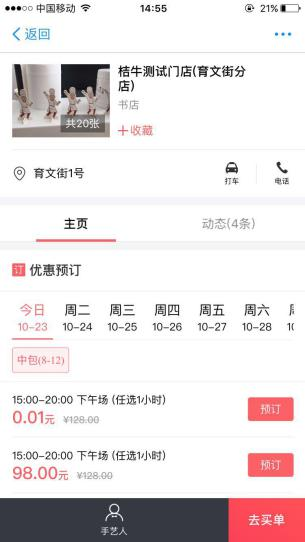 中国移动
14:55
21%
返回
桔牛测试门店(育文街分店)
书店
共20张
+收藏
育文街1号
打车
电话
主页
动态(4条)
订 优惠预订
今日 周二 周三 周四 周五 周六 周
10-23 10-24 10-25 10-26 10-27 10-28 1
中包(8-12)
15:00-20:00 下午场 (任选1小时)
0.01元 ¥128.00
预订
15:00-20:00 下午场 (任选1小时)
98.00元 ¥128.00
预订
手艺人
去买单